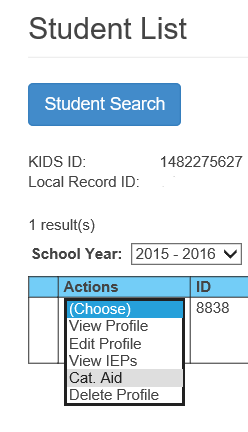 Student List
Student Search
KIDS ID: 1482275627
Local Record ID:
1 result(s)
School Year: 2015 - 2016
Actions ID
(Choose) 8838
View Profile
Edit Profile
View IEPs
Cat. Aid
Delete Profile